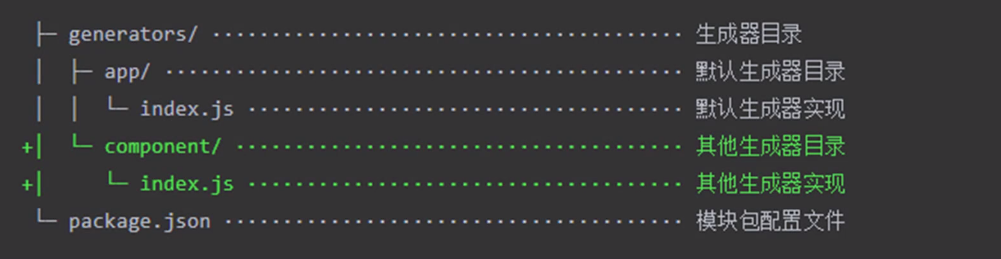 ├─ generators/ ········································ 生成器目录
│  ├─ app/ ············································ 默认生成器目录
│  │  └─ index.js ····································· 默认生成器实现
+│  └─ component/ ······································ 其他生成器目录
+│     └─ index.js ····································· 其他生成器实现
└─ package.json ······································· 模块包配置文件